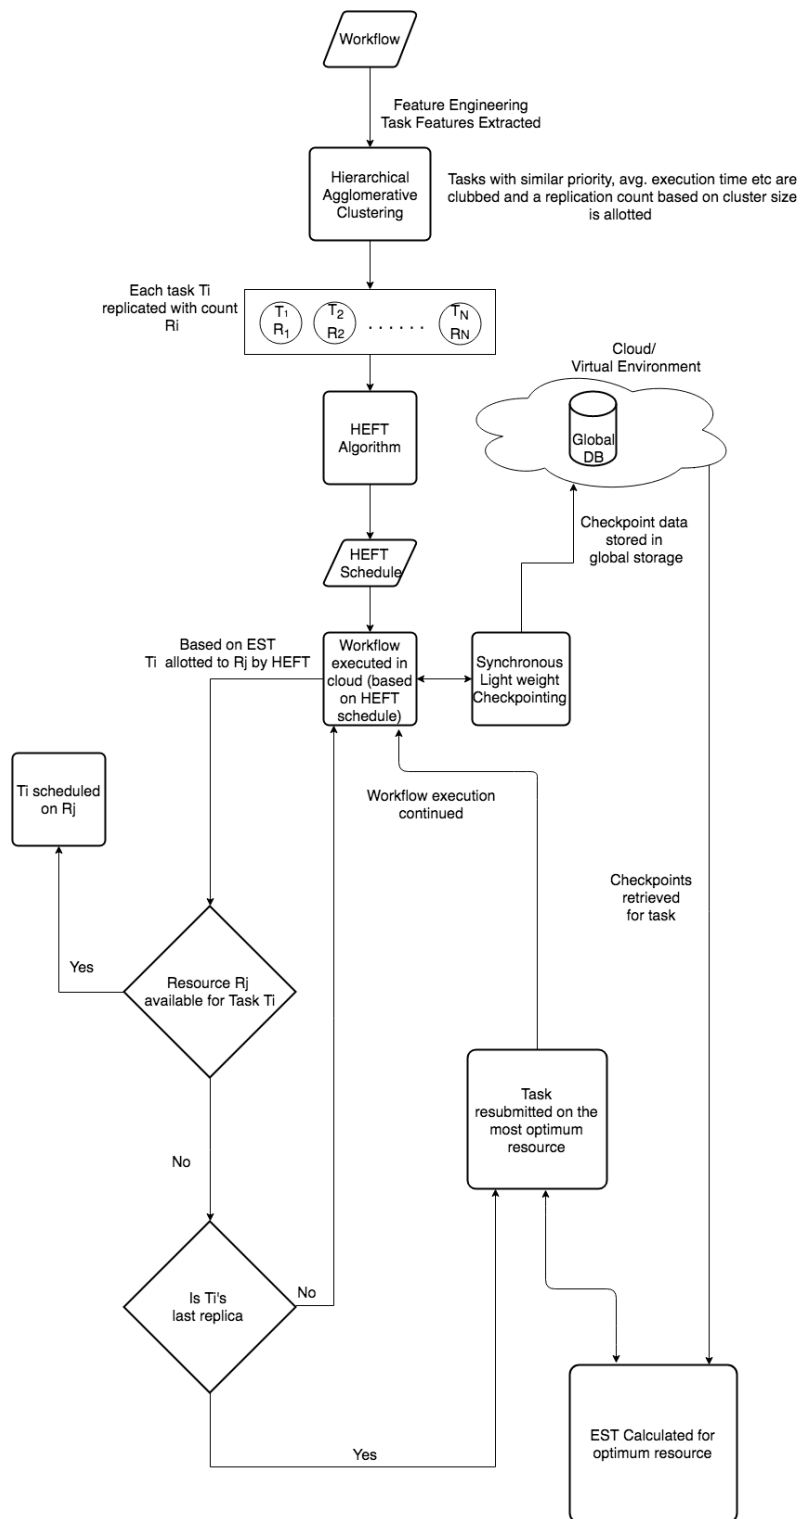 Workflow
Feature Engineering
Task Features Extracted
Hierarchical
Agglomerative
Clustering
Tasks with similar priority, avg. execution time etc are
clubbed and a replication count based on cluster size
is allotted
Each task Ti
replicated with count
Ri
T1
R1
T2
R2
. . . . . .
TN
RN
Cloud/
Virtual Environment
Global
DB
HEFT
Algorithm
Checkpoint data
stored in
global storage
HEFT
Schedule
Based on EST
Ti allotted to Rj by HEFT
Workflow
executed in
cloud (based
on HEFT
schedule)
Synchronous
Light weight
Checkpointing
Ti scheduled
on Rj
Workflow execution
continued
Checkpoints
retrieved
for task
Yes
Resource Rj
available for Task Ti
Task
resubmitted on the
most optimum
resource
No
Is Ti's
last replica
No
EST Calculated for
optimum resource
Yes